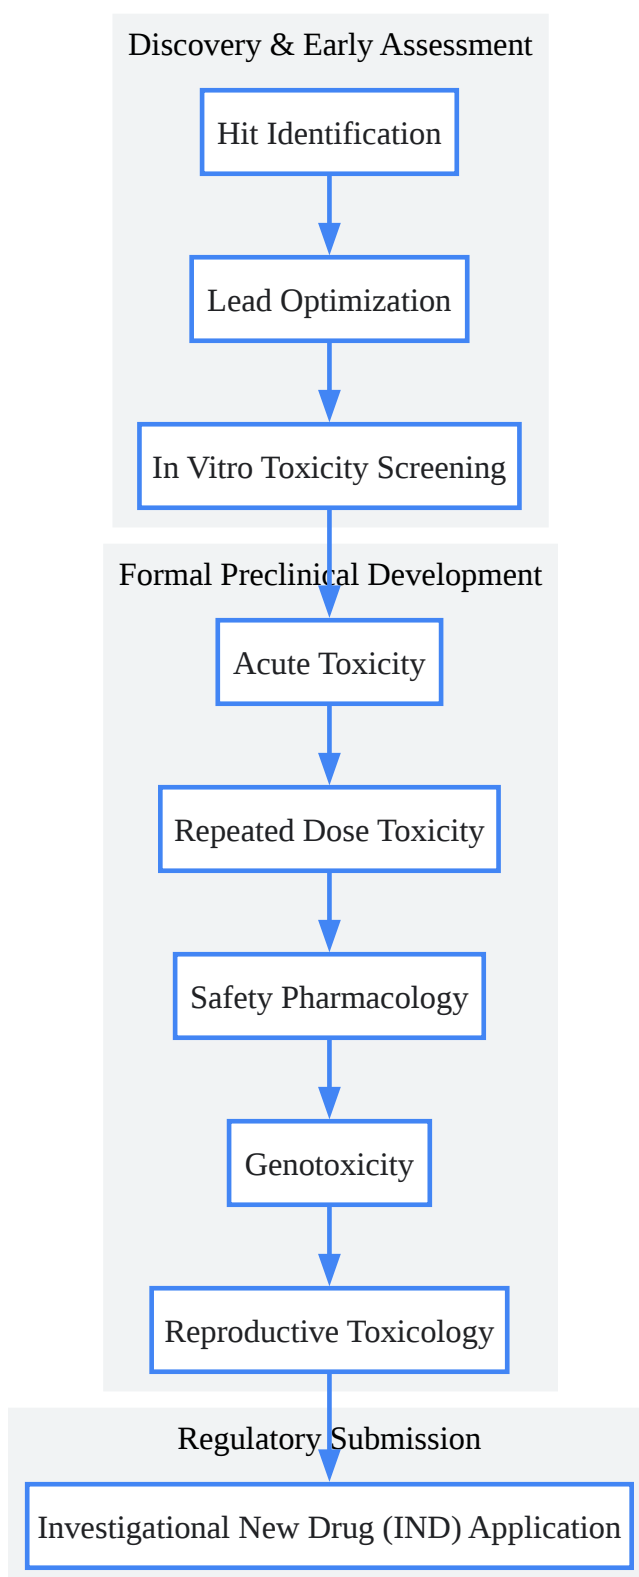 Discovery & Early Assessment
Hit Identification
Lead Optimization
In Vitro Toxicity Screening
Formal Preclinical Development
Acute Toxicity
Repeated Dose Toxicity
Safety Pharmacology
Genotoxicity
Reproductive Toxicology
Regulatory Submission
Investigational New Drug (IND) Application